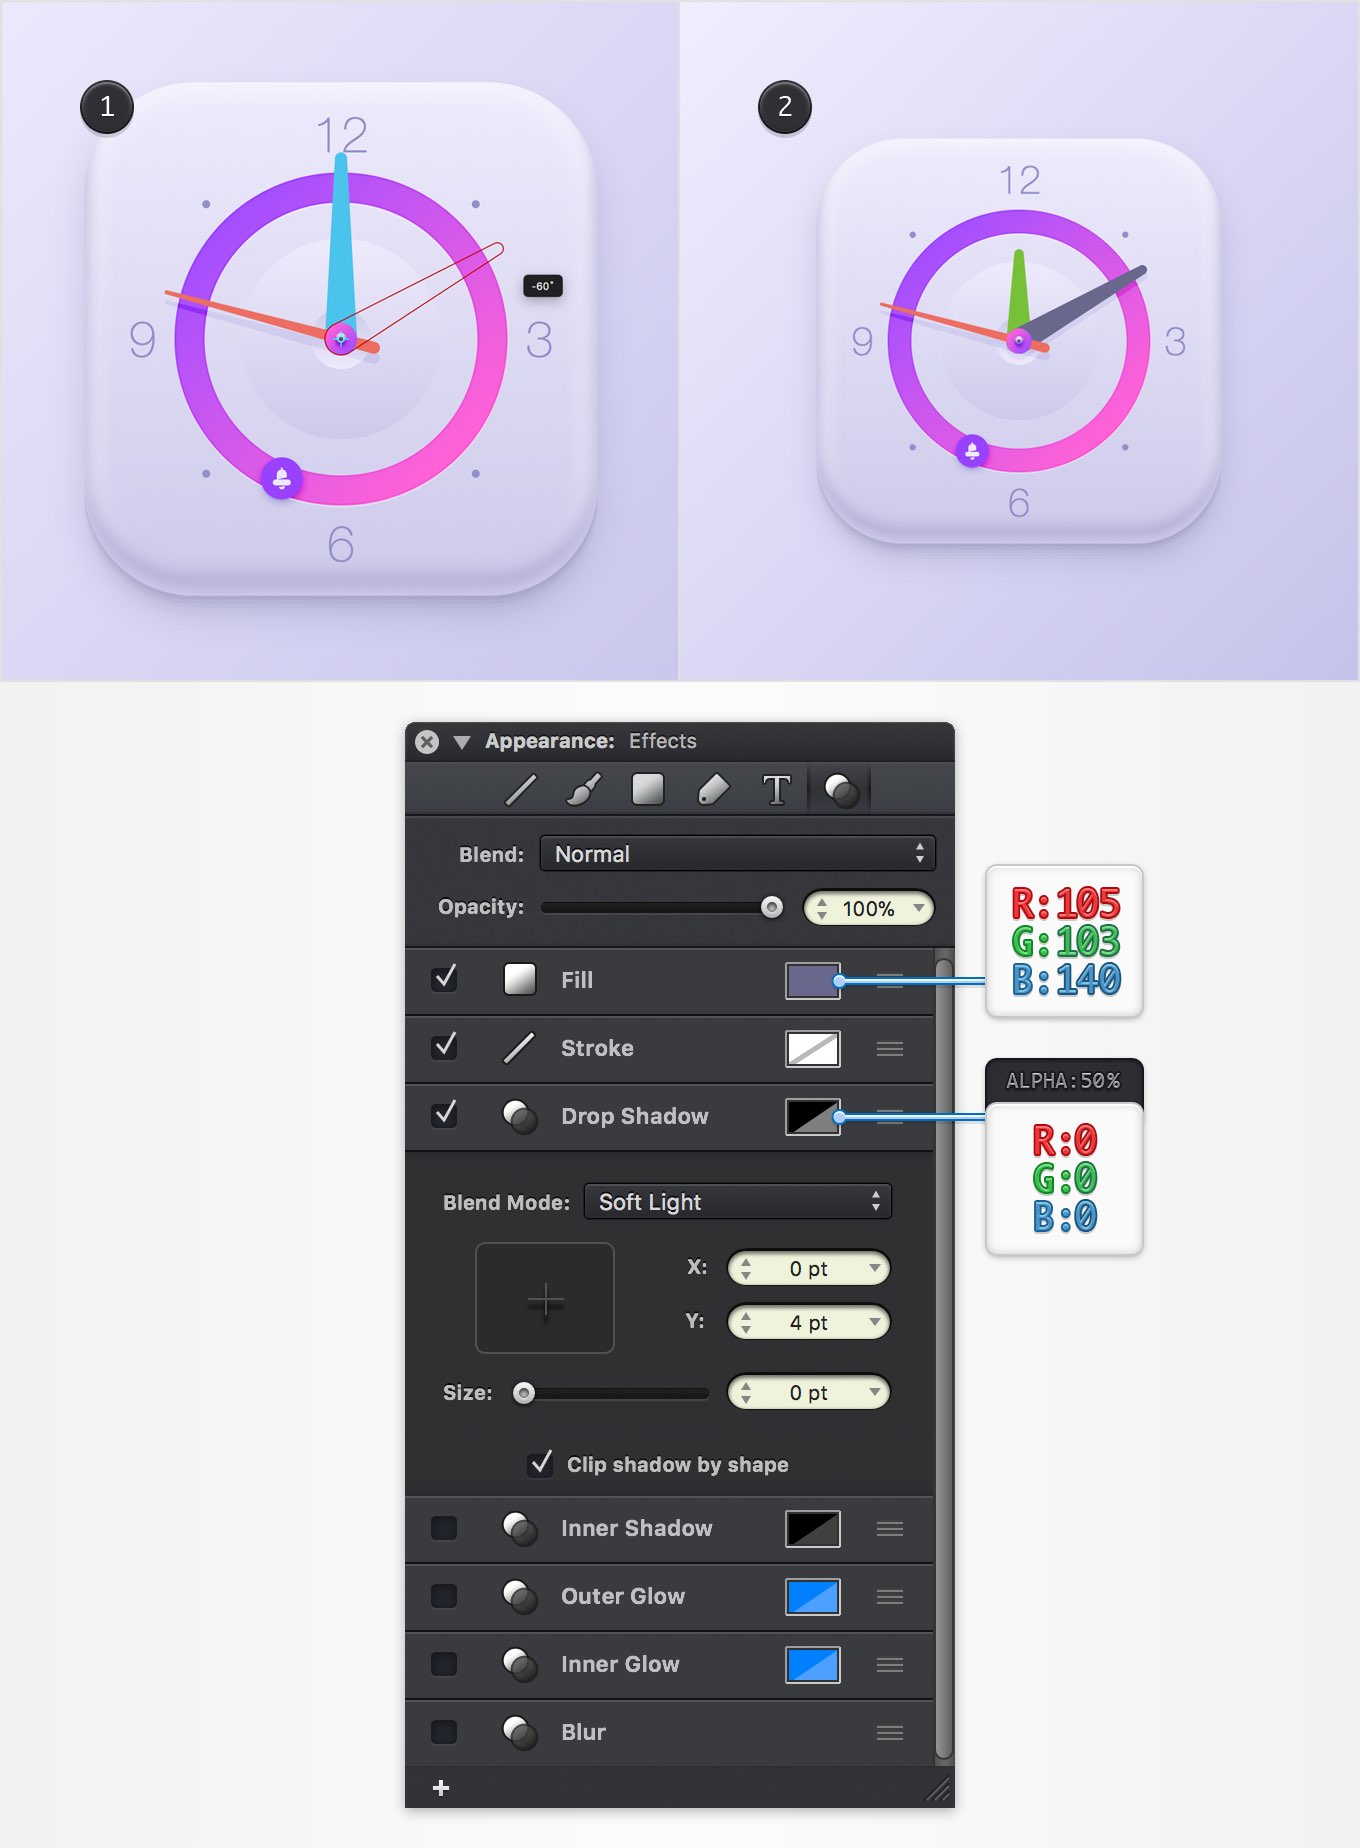 1
12
-60°
9
3
6
2
12
9
3
6
Appearance: Effects
T
Blend: Normal
Opacity: 100%
Fill
R:105
G:103
B:140
Stroke
Drop Shadow
ALPHA:50%
R:0
G:0
B:0
Blend Mode: Soft Light
X: 0 pt
Y: 4 pt
Size: 0 pt
Clip shadow by shape
Inner Shadow
Outer Glow
Inner Glow
Blur
+